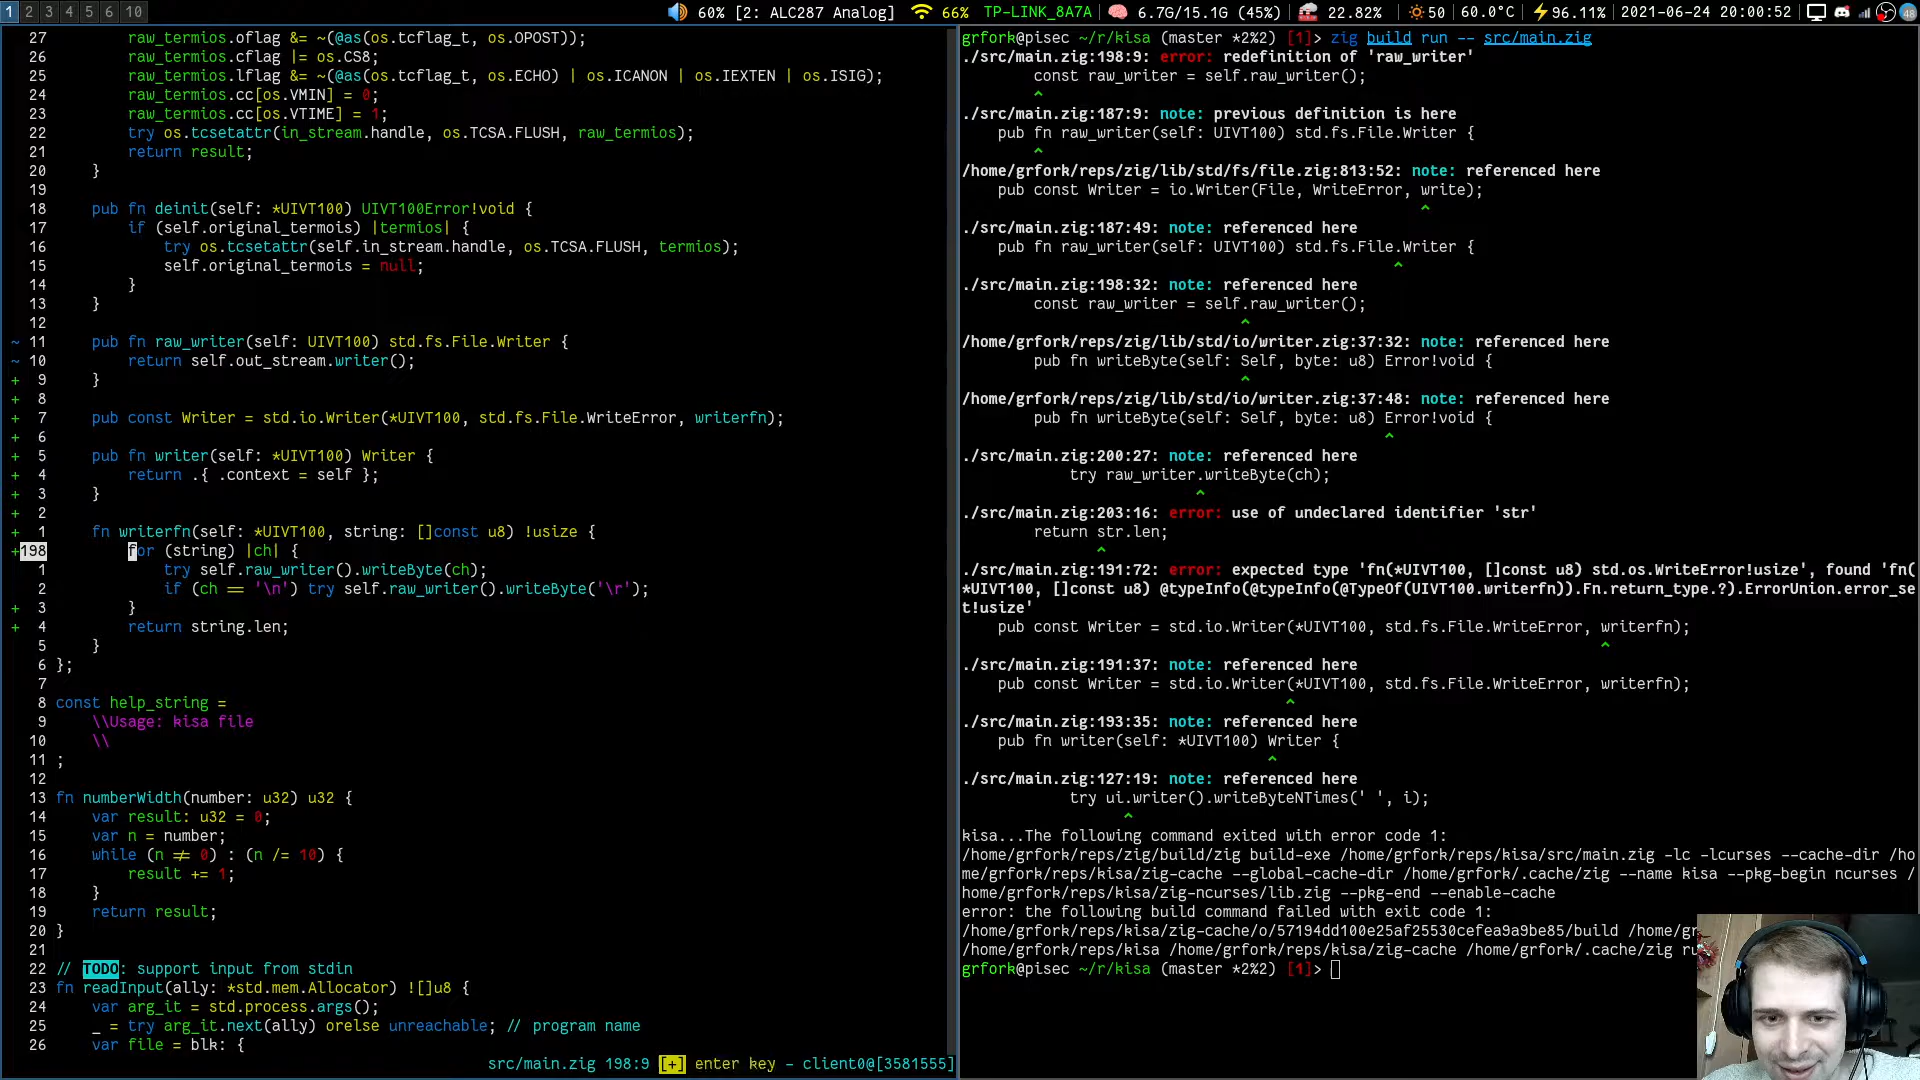 1 2 3 4 5 6 10
60% [2: ALC287 Analog] 66% TP-LINK_8A7A 6.7G/15.1G (45%) 22.82% 50 60.0°C 96.11% 2021-06-24 20:00:52 48
27 raw_termios.oflag &= ~(@as(os.tcflag_t, os.OPOST));
26 raw_termios.cflag |= os.CS8;
25 raw_termios.lflag &= ~(@as(os.tcflag_t, os.ECHO) | os.ICANON | os.IEXTEN | os.ISIG);
24 raw_termios.cc[os.VMIN] = 0;
23 raw_termios.cc[os.VTIME] = 1;
22 try os.tcsetattr(in_stream.handle, os.TCSA.FLUSH, raw_termios);
21 return result;
20 }
19
18 pub fn deinit(self: *UIVT100) UIVT100Error!void {
17 if (self.original_termois) |termios| {
16 try os.tcsetattr(self.in_stream.handle, os.TCSA.FLUSH, termios);
15 self.original_termois = null;
14 }
13 }
12
~ 11 pub fn raw_writer(self: UIVT100) std.fs.File.Writer {
~ 10 return self.out_stream.writer();
+ 9 }
+ 8
+ 7 pub const Writer = std.io.Writer(*UIVT100, std.fs.File.WriteError, writerfn);
+ 6
+ 5 pub fn writer(self: *UIVT100) Writer {
+ 4 return .{ .context = self };
+ 3 }
+ 2
+ 1 fn writerfn(self: *UIVT100, string: []const u8) !usize {
+198 for (string) |ch| {
1 try self.raw_writer().writeByte(ch);
2 if (ch == '\n') try self.raw_writer().writeByte('\r');
+ 3 }
+ 4 return string.len;
5 }
6 };
7
8 const help_string =
9 \\Usage: kisa file
10 \\
11 ;
12
13 fn numberWidth(number: u32) u32 {
14 var result: u32 = 0;
15 var n = number;
16 while (n ≠ 0) : (n /= 10) {
17 result += 1;
18 }
19 return result;
20 }
21
22 // TODO: support input from stdin
23 fn readInput(ally: *std.mem.Allocator) ![]u8 {
24 var arg_it = std.process.args();
25 _ = try arg_it.next(ally) orelse unreachable; // program name
26 var file = blk: {
src/main.zig 198:9 [+] enter key - client0@[3581555]
grfork@pisec ~/r/kisa (master *2%2) [1]> zig build run -- src/main.zig
./src/main.zig:198:9: error: redefinition of 'raw_writer'
const raw_writer = self.raw_writer();
^
./src/main.zig:187:9: note: previous definition is here
pub fn raw_writer(self: UIVT100) std.fs.File.Writer {
^
/home/grfork/reps/zig/lib/std/fs/file.zig:813:52: note: referenced here
pub const Writer = io.Writer(File, WriteError, write);
^
./src/main.zig:187:49: note: referenced here
pub fn raw_writer(self: UIVT100) std.fs.File.Writer {
^
./src/main.zig:198:32: note: referenced here
const raw_writer = self.raw_writer();
^
/home/grfork/reps/zig/lib/std/io/writer.zig:37:32: note: referenced here
pub fn writeByte(self: Self, byte: u8) Error!void {
^
/home/grfork/reps/zig/lib/std/io/writer.zig:37:48: note: referenced here
pub fn writeByte(self: Self, byte: u8) Error!void {
^
./src/main.zig:200:27: note: referenced here
try raw_writer.writeByte(ch);
^
./src/main.zig:203:16: error: use of undeclared identifier 'str'
return str.len;
^
./src/main.zig:191:72: error: expected type 'fn(*UIVT100, []const u8) std.os.WriteError!usize', found 'fn(
*UIVT100, []const u8) @typeInfo(@typeInfo(@TypeOf(UIVT100.writerfn)).Fn.return_type.?).ErrorUnion.error_se
t!usize'
pub const Writer = std.io.Writer(*UIVT100, std.fs.File.WriteError, writerfn);
^
./src/main.zig:191:37: note: referenced here
pub const Writer = std.io.Writer(*UIVT100, std.fs.File.WriteError, writerfn);
^
./src/main.zig:193:35: note: referenced here
pub fn writer(self: *UIVT100) Writer {
^
./src/main.zig:127:19: note: referenced here
try ui.writer().writeByteNTimes(' ', i);
^
kisa...The following command exited with error code 1:
/home/grfork/reps/zig/build/zig build-exe /home/grfork/reps/kisa/src/main.zig -lc -lcurses --cache-dir /ho
me/grfork/reps/kisa/zig-cache --global-cache-dir /home/grfork/.cache/zig --name kisa --pkg-begin ncurses /
home/grfork/reps/kisa/zig-ncurses/lib.zig --pkg-end --enable-cache
error: the following build command failed with exit code 1:
/home/grfork/reps/kisa/zig-cache/o/57194dd100e25af25530cefea9a9be85/build /home/gr
/home/grfork/reps/kisa /home/grfork/reps/kisa/zig-cache /home/grfork/.cache/zig ru
grfork@pisec ~/r/kisa (master *2%2) [1]>